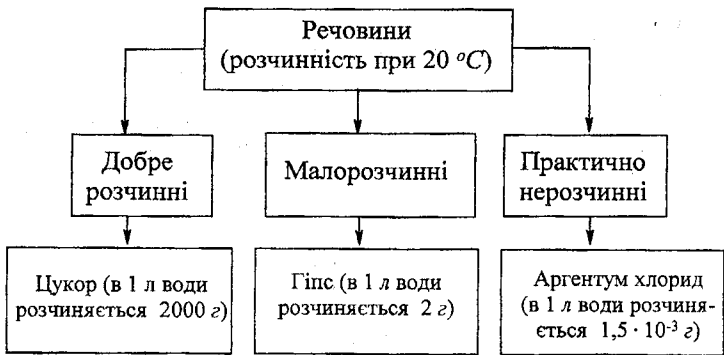 Речовини
(розчинність при 20 °C)
Добре
розчинні
Малорозчинні
Практично
нерозчинні
Цукор (в 1 л води
розчиняється 2000 г)
Гіпс (в 1 л води
розчиняється 2 г)
Аргентум хлорид
(в 1 л води розчиня-
ється 1,5 · 10⁻³ г)